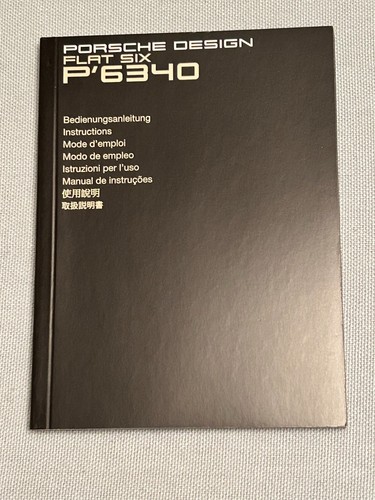 PORSCHE DESIGN
FLAT SIX
P'6340
Bedienungsanleitung
Instructions
Mode d'emploi
Modo de empleo
Istruzioni per l'uso
Manual de instruções
使用說明
取扱説明書